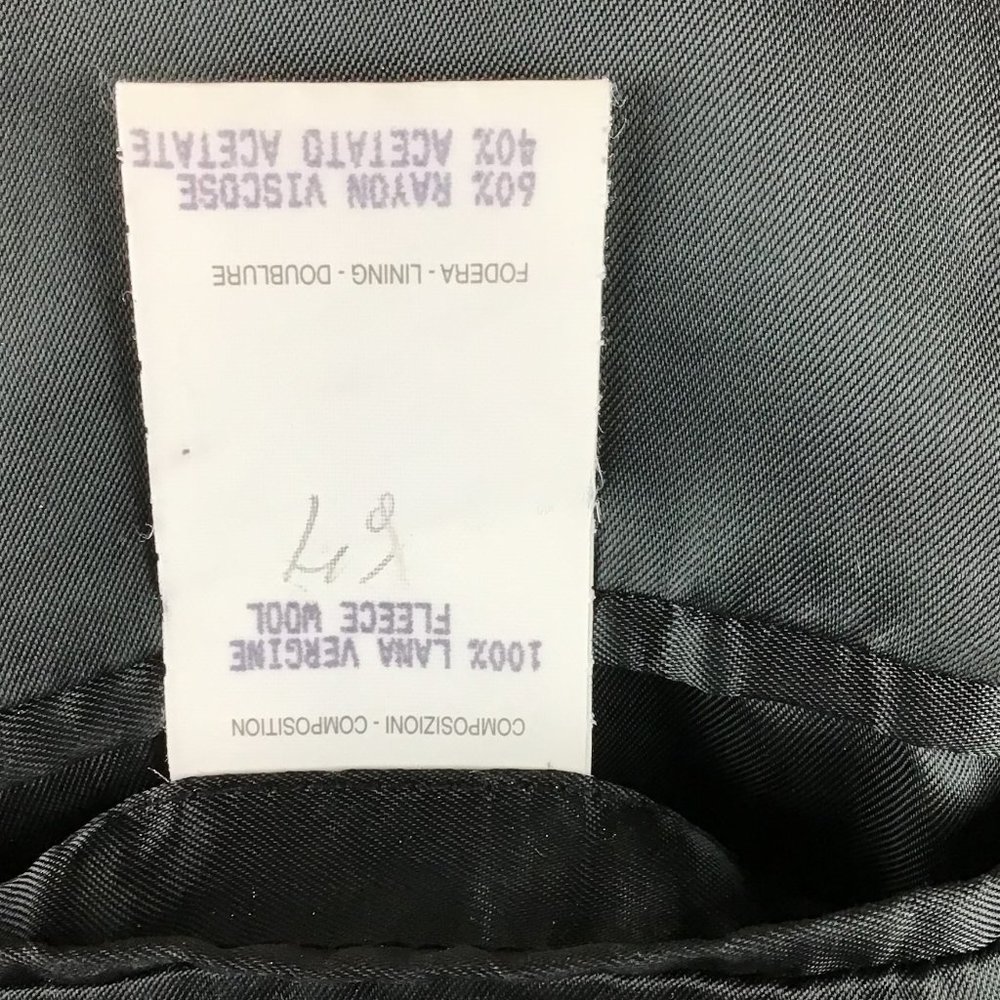 COMPOSIZIONI - COMPOSITION
100% LANA VERGINE
FLEECE WOOL
FODERA - LINING - DOUBLURE
60% RAYON VISCOSE
40% ACETATO ACETATE